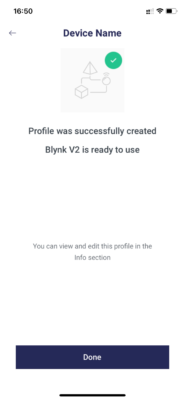 16:50
Device Name
Profile was successfully created
Blynk V2 is ready to use
You can view and edit this profile in the
Info section
Done